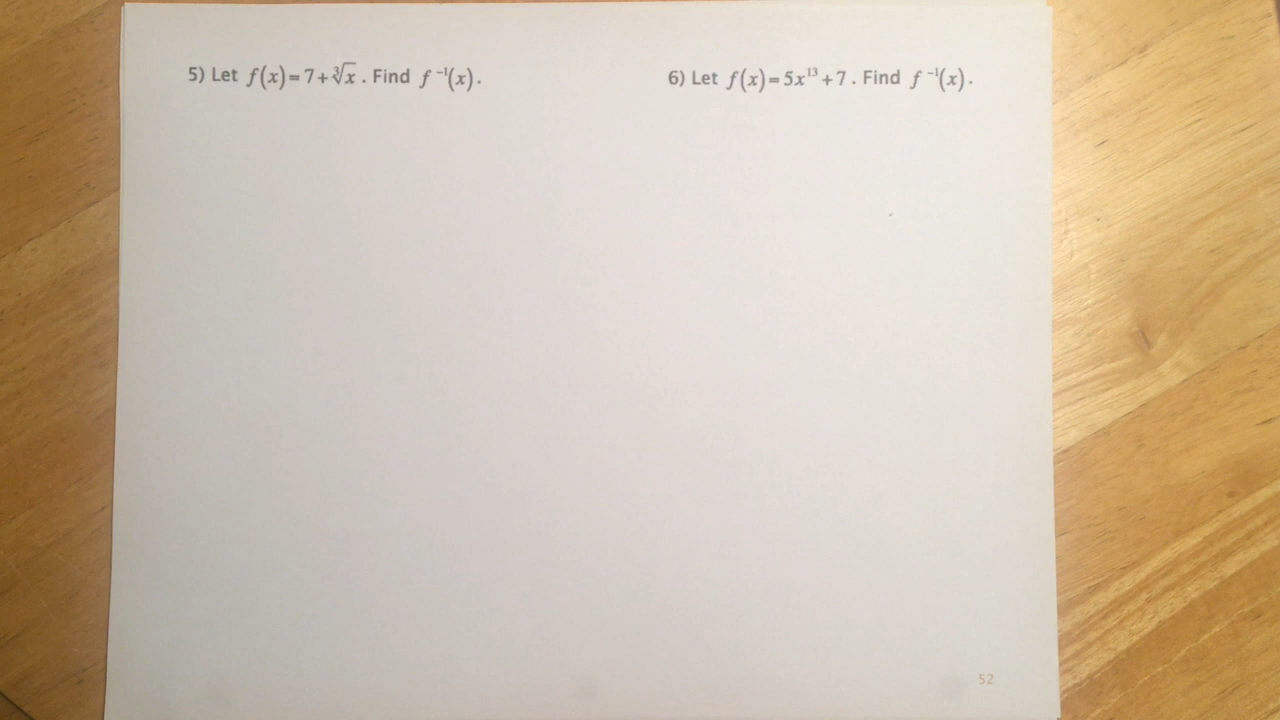 5) Let f(x)=7+∛x. Find f⁻¹(x).
6) Let f(x)=5x¹³+7. Find f⁻¹(x).
52